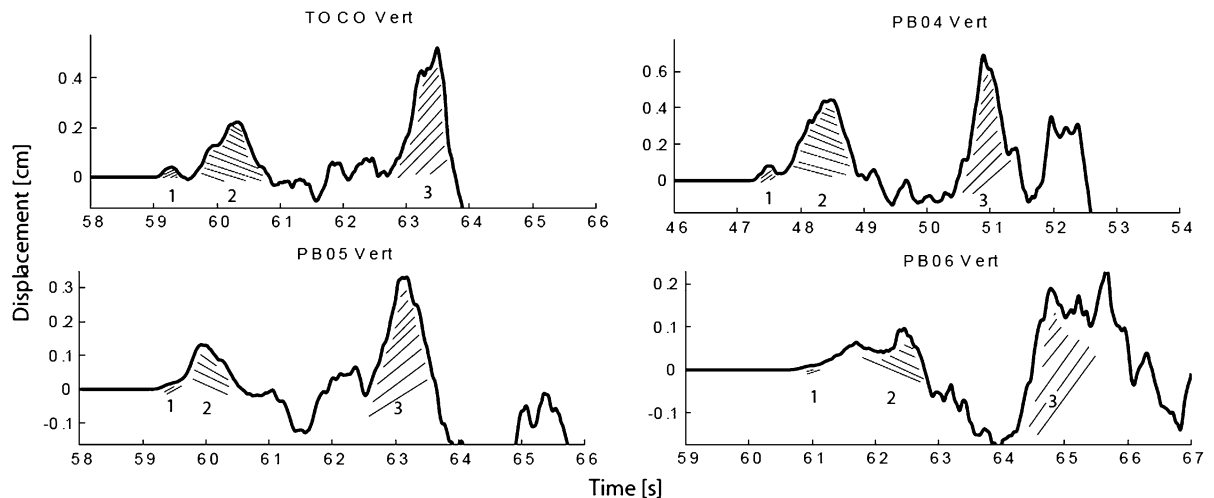 TOCO Vert
0.4
0.2
0
1 2 3
58 59 60 61 62 63 64 65 66
PB04 Vert
0.6
0.4
0.2
0
1 2 3
46 47 48 49 50 51 52 53 54
Displacement [cm]
PB05 Vert
0.3
0.2
0.1
0
-0.1
1 2 3
58 59 60 61 62 63 64 65 66
PB06 Vert
0.2
0.1
0
-0.1
1 2 3
59 60 61 62 63 64 65 66 67
Time [s]